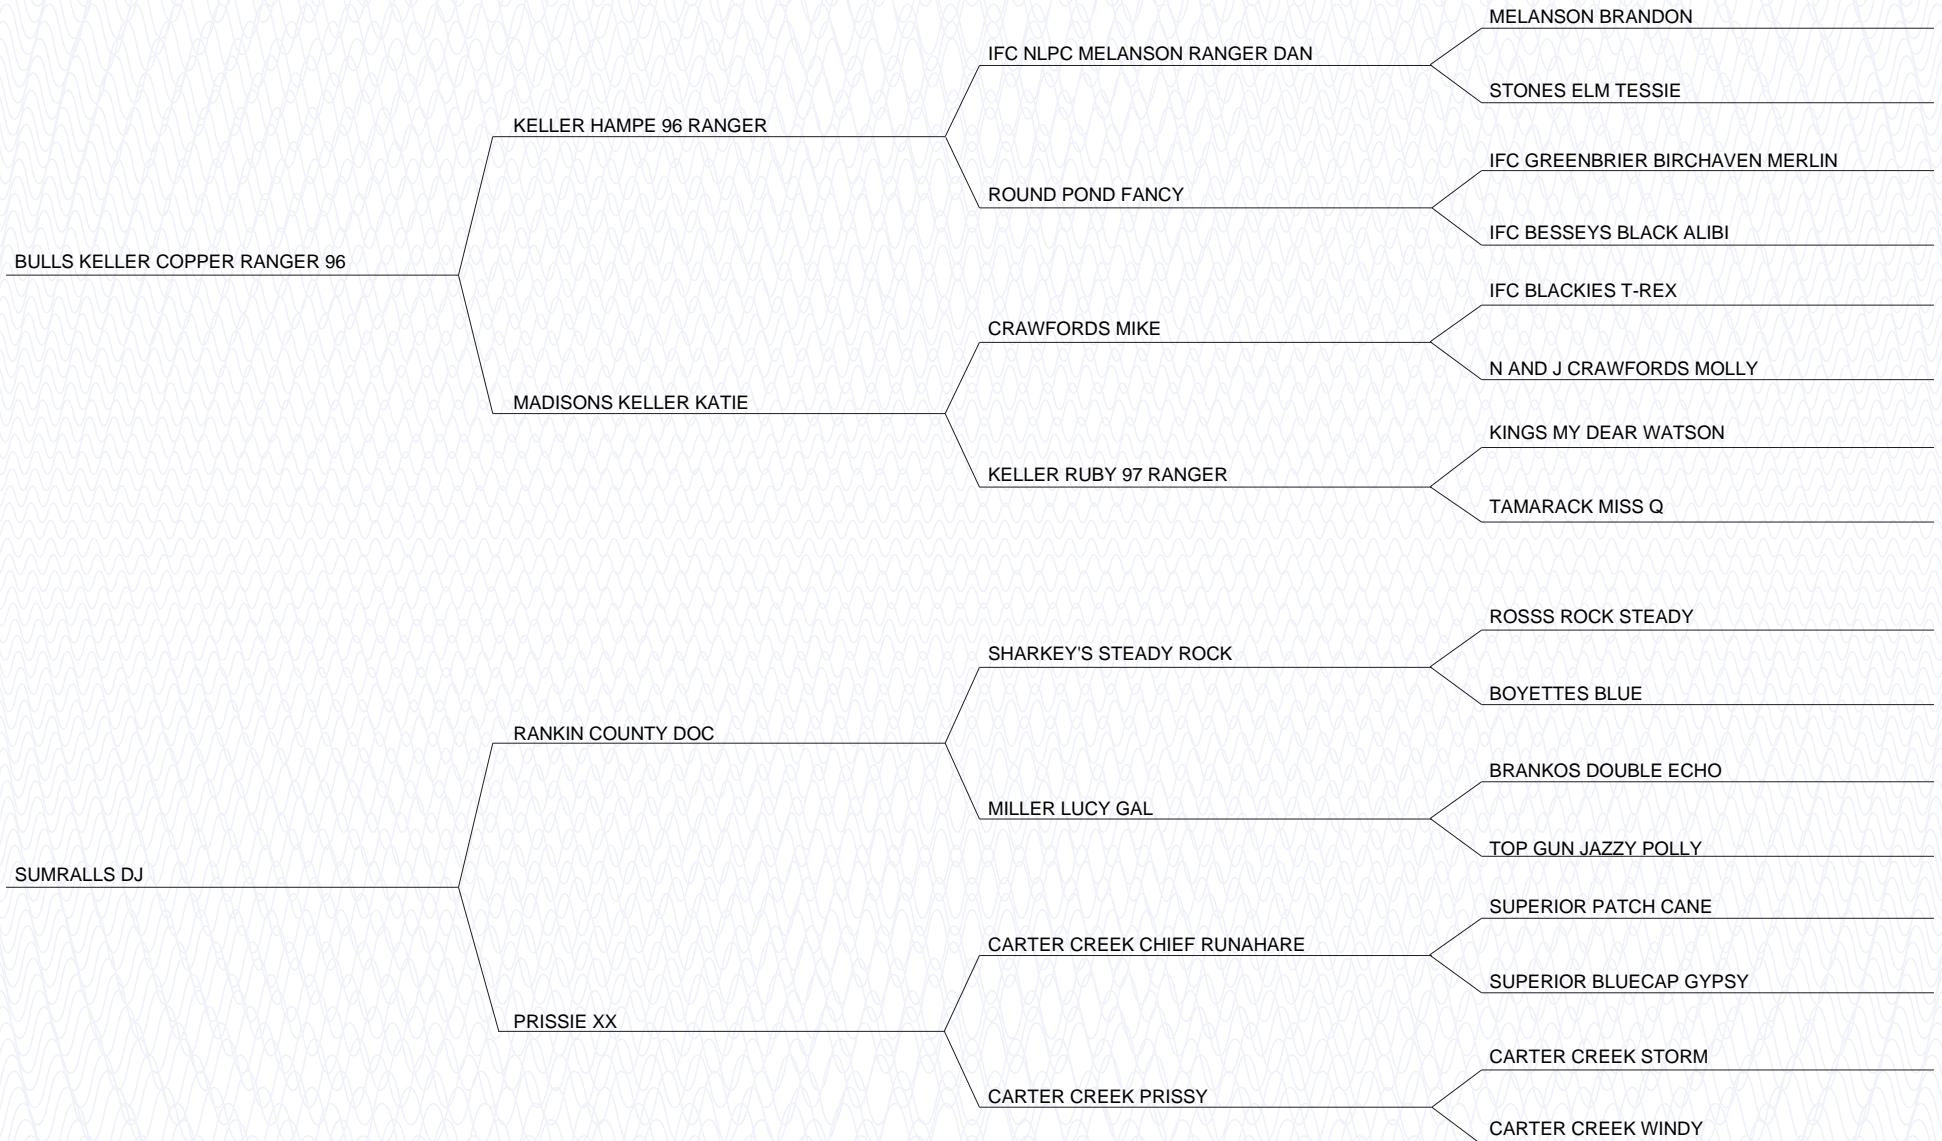 MELANSON BRANDON
IFC NLPC MELANSON RANGER DAN
STONES ELM TESSIE
KELLER HAMPE 96 RANGER
IFC GREENBRIER BIRCHAVEN MERLIN
ROUND POND FANCY
IFC BESSEYS BLACK ALIBI
BULLS KELLER COPPER RANGER 96
IFC BLACKIES T-REX
CRAWFORDS MIKE
N AND J CRAWFORDS MOLLY
MADISONS KELLER KATIE
KINGS MY DEAR WATSON
KELLER RUBY 97 RANGER
TAMARACK MISS Q
ROSSS ROCK STEADY
SHARKEY'S STEADY ROCK
BOYETTES BLUE
RANKIN COUNTY DOC
BRANKOS DOUBLE ECHO
MILLER LUCY GAL
TOP GUN JAZZY POLLY
SUMRALLS DJ
SUPERIOR PATCH CANE
CARTER CREEK CHIEF RUNAHARE
SUPERIOR BLUECAP GYPSY
PRISSIE XX
CARTER CREEK STORM
CARTER CREEK PRISSY
CARTER CREEK WINDY